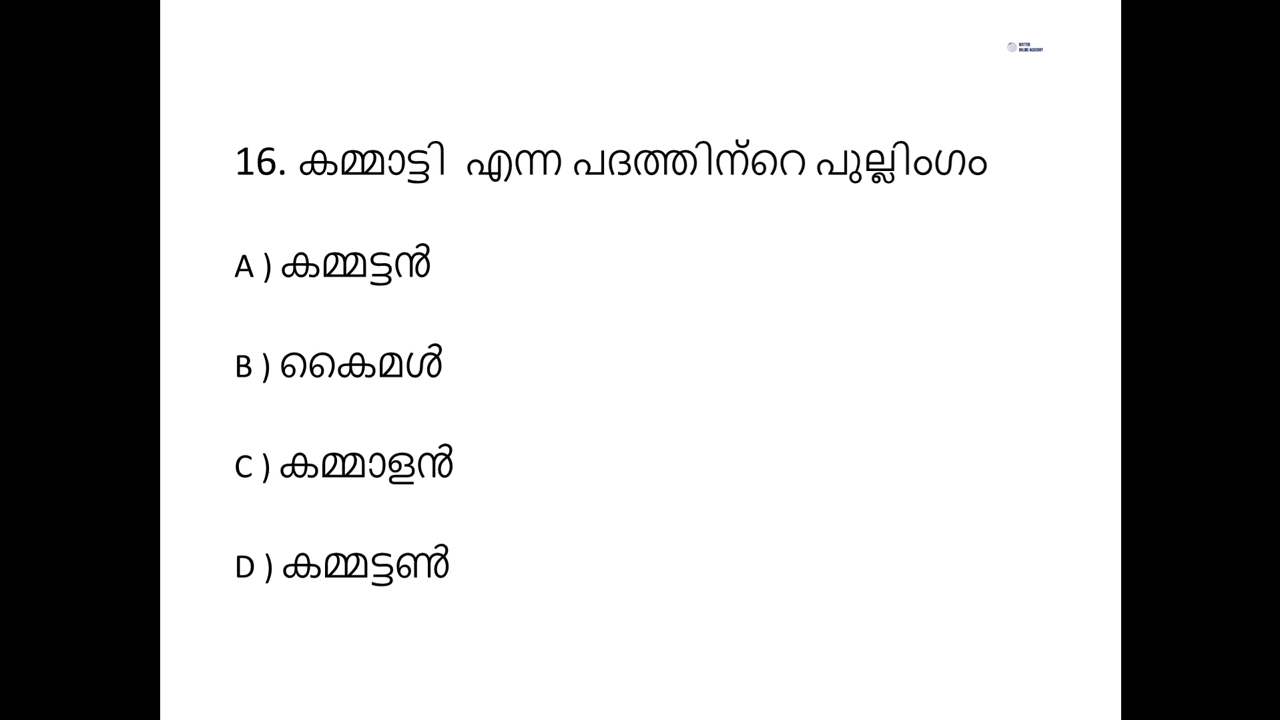 16. കമ്മാട്ടി എന്ന പദത്തിന്റെ പുല്ലിംഗം
A ) കമ്മട്ടൻ
B ) കൈമൾ
C ) കമ്മാളൻ
D ) കമ്മട്ടൺ